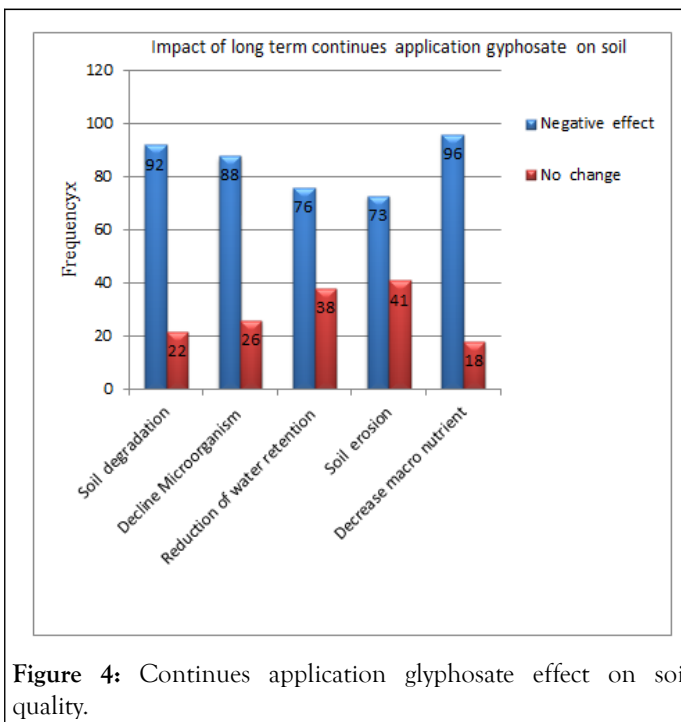 Impact of long term continues application gyphosate on soil
120
100
80
60
40
20
0
Frequencyx
92
22
88
26
76
38
73
41
96
18
Soil degradation
Decline Microorganism
Reduction of water retention
Soil erosion
Decrease macro nutrient
Negative effect
No change
Figure 4: Continues application glyphosate effect on soi
quality.